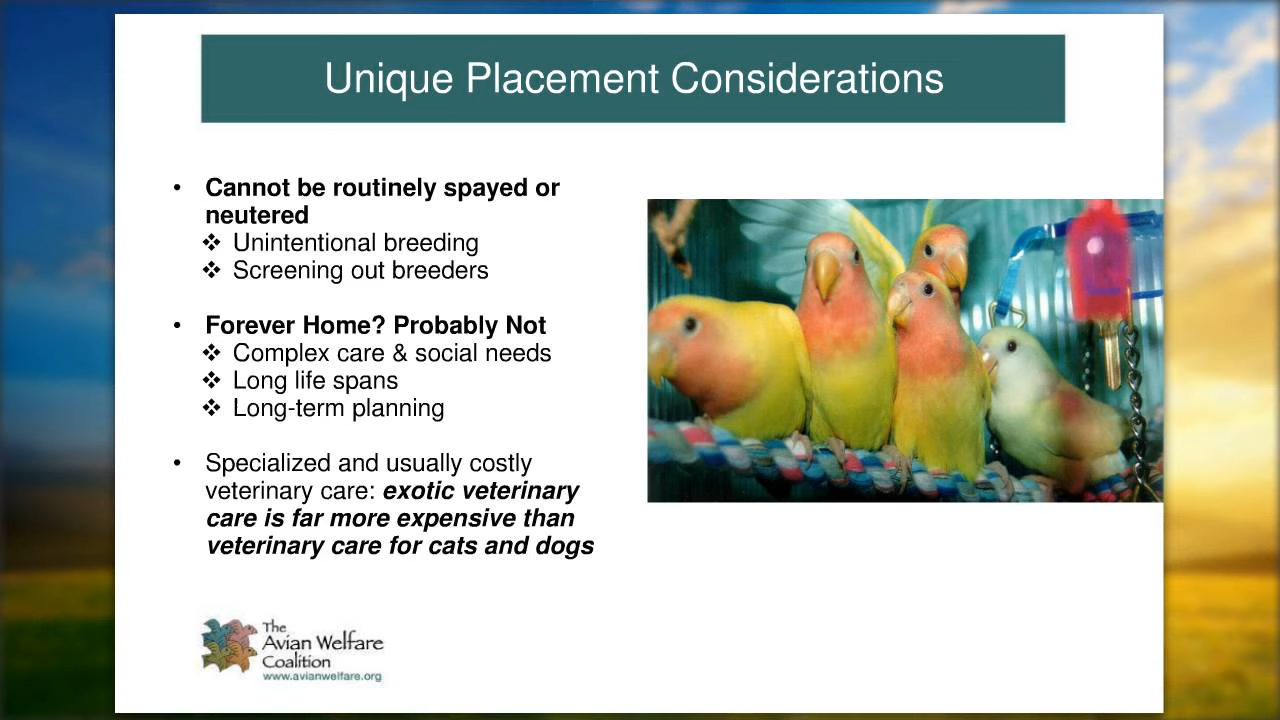 Unique Placement Considerations
• Cannot be routinely spayed or
neutered
❖ Unintentional breeding
❖ Screening out breeders
• Forever Home? Probably Not
❖ Complex care & social needs
❖ Long life spans
❖ Long-term planning
• Specialized and usually costly
veterinary care: exotic veterinary
care is far more expensive than
veterinary care for cats and dogs
The
Avian Welfare
Coalition
www.avianwelfare.org